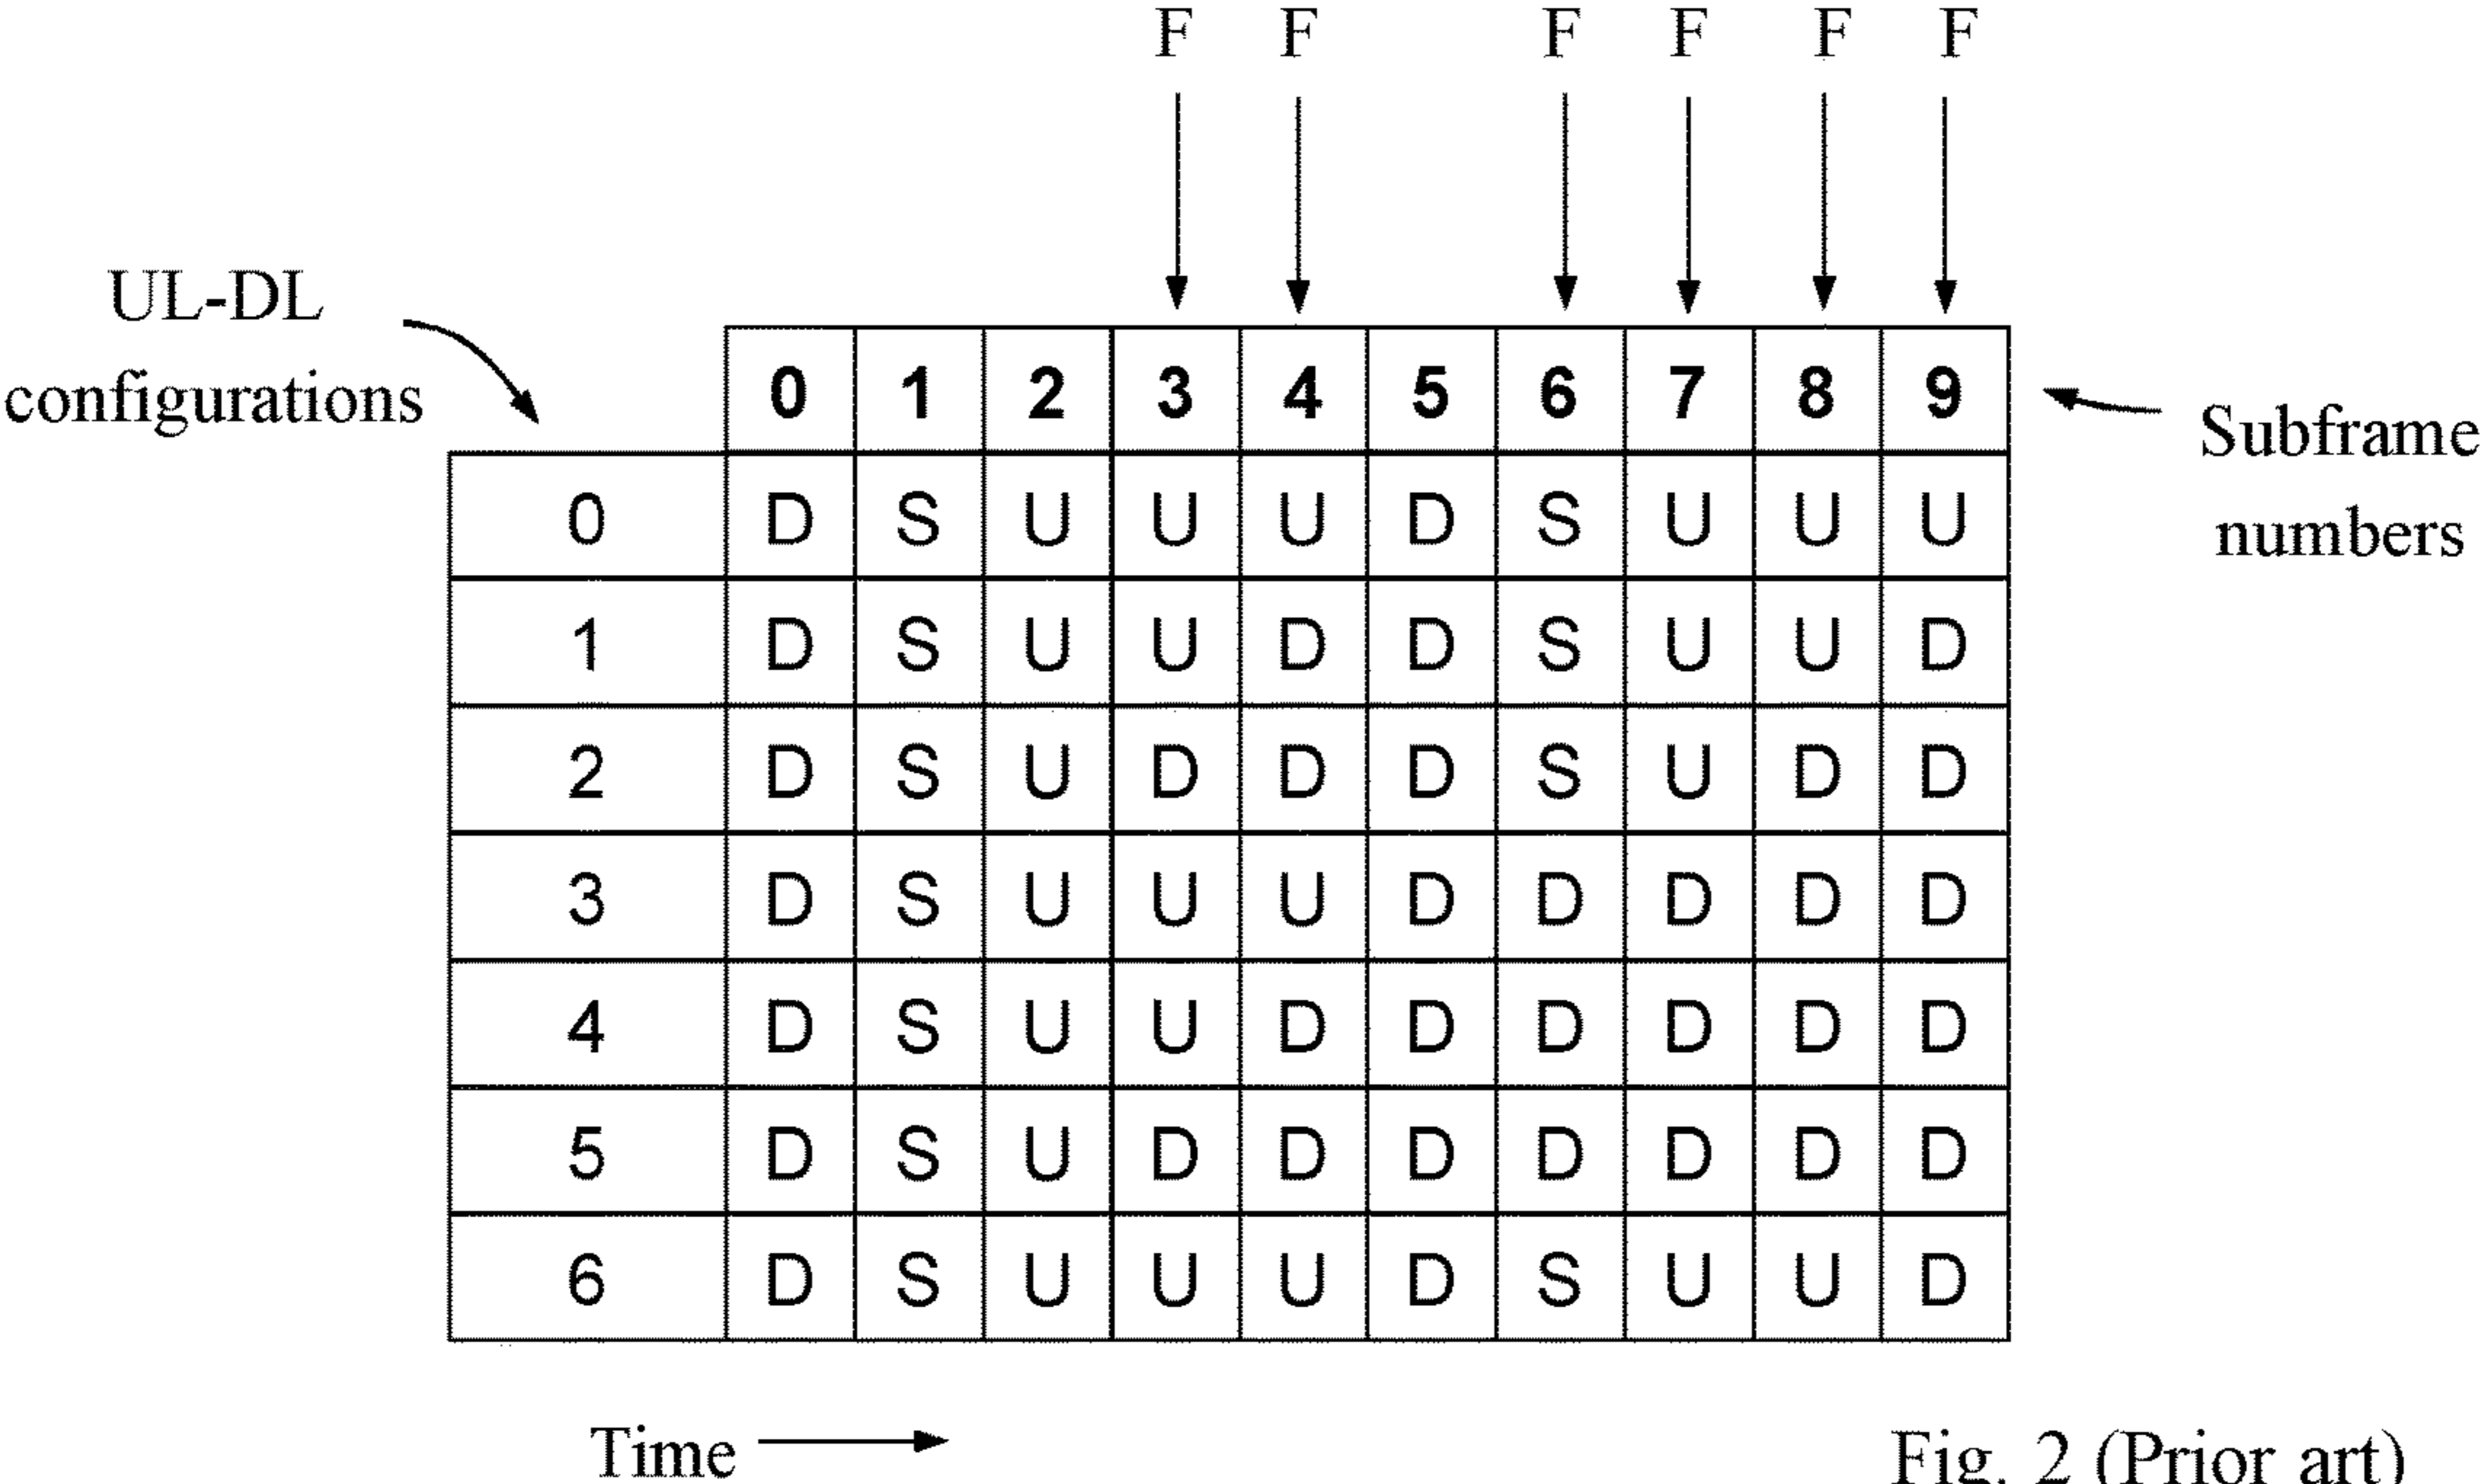 F F F F F F
UL-DL
configurations
0 1 2 3 4 5 6 7 8 9
Subframe
numbers
0 D S U U U D S U U U
1 D S U U D D S U U D
2 D S U D D D S U D D
3 D S U U U D D D D D
4 D S U U D D D D D D
5 D S U D D D D D D D
6 D S U U U D S U U D
Time
Fig. 2 (Prior art)